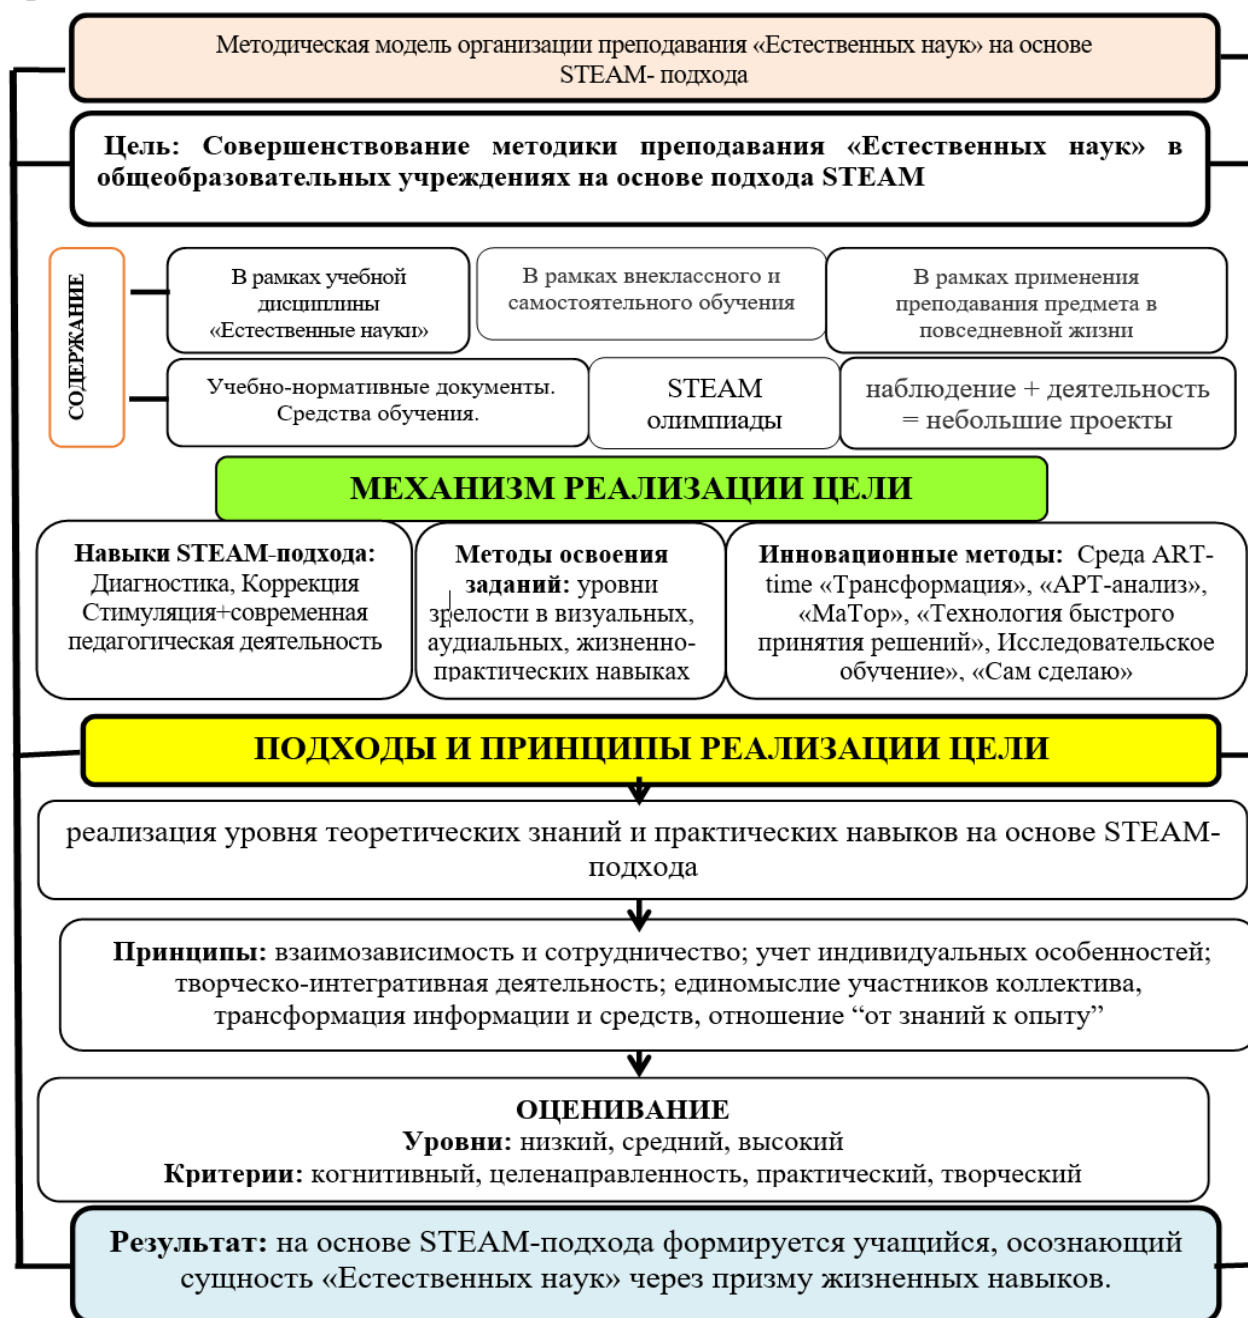 Методическая модель организации преподавания «Естественных наук» на основе
STEAM- подхода
Цель: Совершенствование методики преподавания «Естественных наук» в
общеобразовательных учреждениях на основе подхода STEAM
СОДЕРЖАНИЕ
В рамках учебной
дисциплины
«Естественные науки»
В рамках внеклассного и
самостоятельного обучения
В рамках применения
преподавания предмета в
повседневной жизни
Учебно-нормативные документы.
Средства обучения.
STEAM
олимпиады
наблюдение + деятельность
= небольшие проекты
МЕХАНИЗМ РЕАЛИЗАЦИИ ЦЕЛИ
Навыки STEAM-подхода:
Диагностика, Коррекция
Стимуляция+современная
педагогическая деятельность
Методы освоения
заданий: уровни
зрелости в визуальных,
аудиальных, жизненно-
практических навыках
Инновационные методы: Среда ART-
time «Трансформация», «АРТ-анализ»,
«МаТор», «Технология быстрого
принятия решений», Исследовательское
обучение», «Сам сделаю»
ПОДХОДЫ И ПРИНЦИПЫ РЕАЛИЗАЦИИ ЦЕЛИ
реализация уровня теоретических знаний и практических навыков на основе STEAM-
подхода
Принципы: взаимозависимость и сотрудничество; учет индивидуальных особенностей;
творческо-интегративная деятельность; единомыслие участников коллектива,
трансформация информации и средств, отношение “от знаний к опыту”
ОЦЕНИВАНИЕ
Уровни: низкий, средний, высокий
Критерии: когнитивный, целенаправленность, практический, творческий
Результат: на основе STEAM-подхода формируется учащийся, осознающий
сущность «Естественных наук» через призму жизненных навыков.